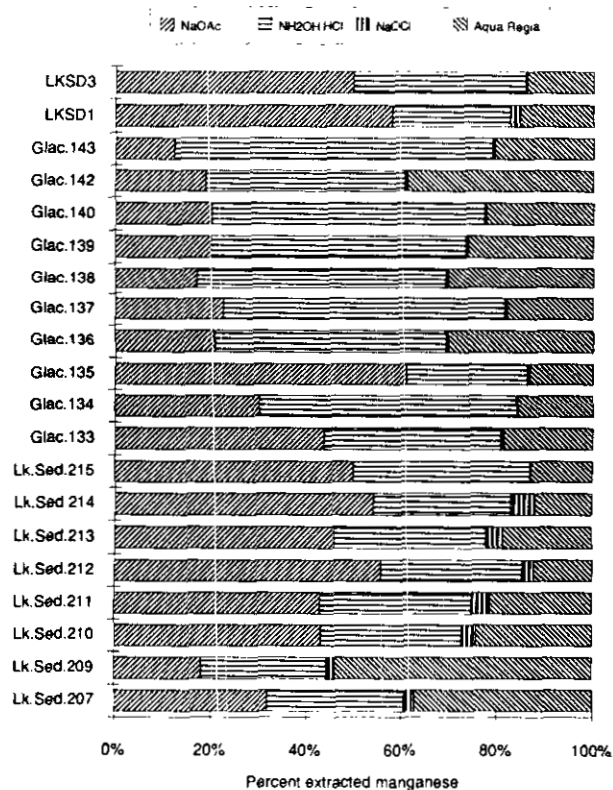 NaOAc NH2OH HCl NaOCl Aqua Regia
LKSD3
LKSD1
Glac.143
Glac.142
Glac.140
Glac.139
Glac.138
Glac.137
Glac.136
Glac.135
Glac.134
Glac.133
Lk.Sed.215
Lk.Sed.214
Lk.Sed.213
Lk.Sed.212
Lk.Sed.211
Lk.Sed.210
Lk.Sed.209
Lk.Sed.207
0% 20% 40% 60% 80% 100%
Percent extracted manganese